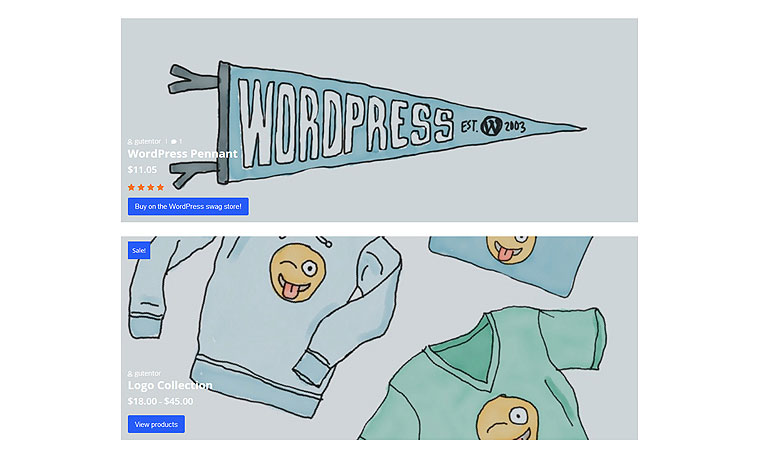 WORDPRESS EST. W 2003
gutentor | 1
WordPress Pennant
$11.05
Buy on the WordPress swag store!
Sale!
gutentor
Logo Collection
$18.00 - $45.00
View products